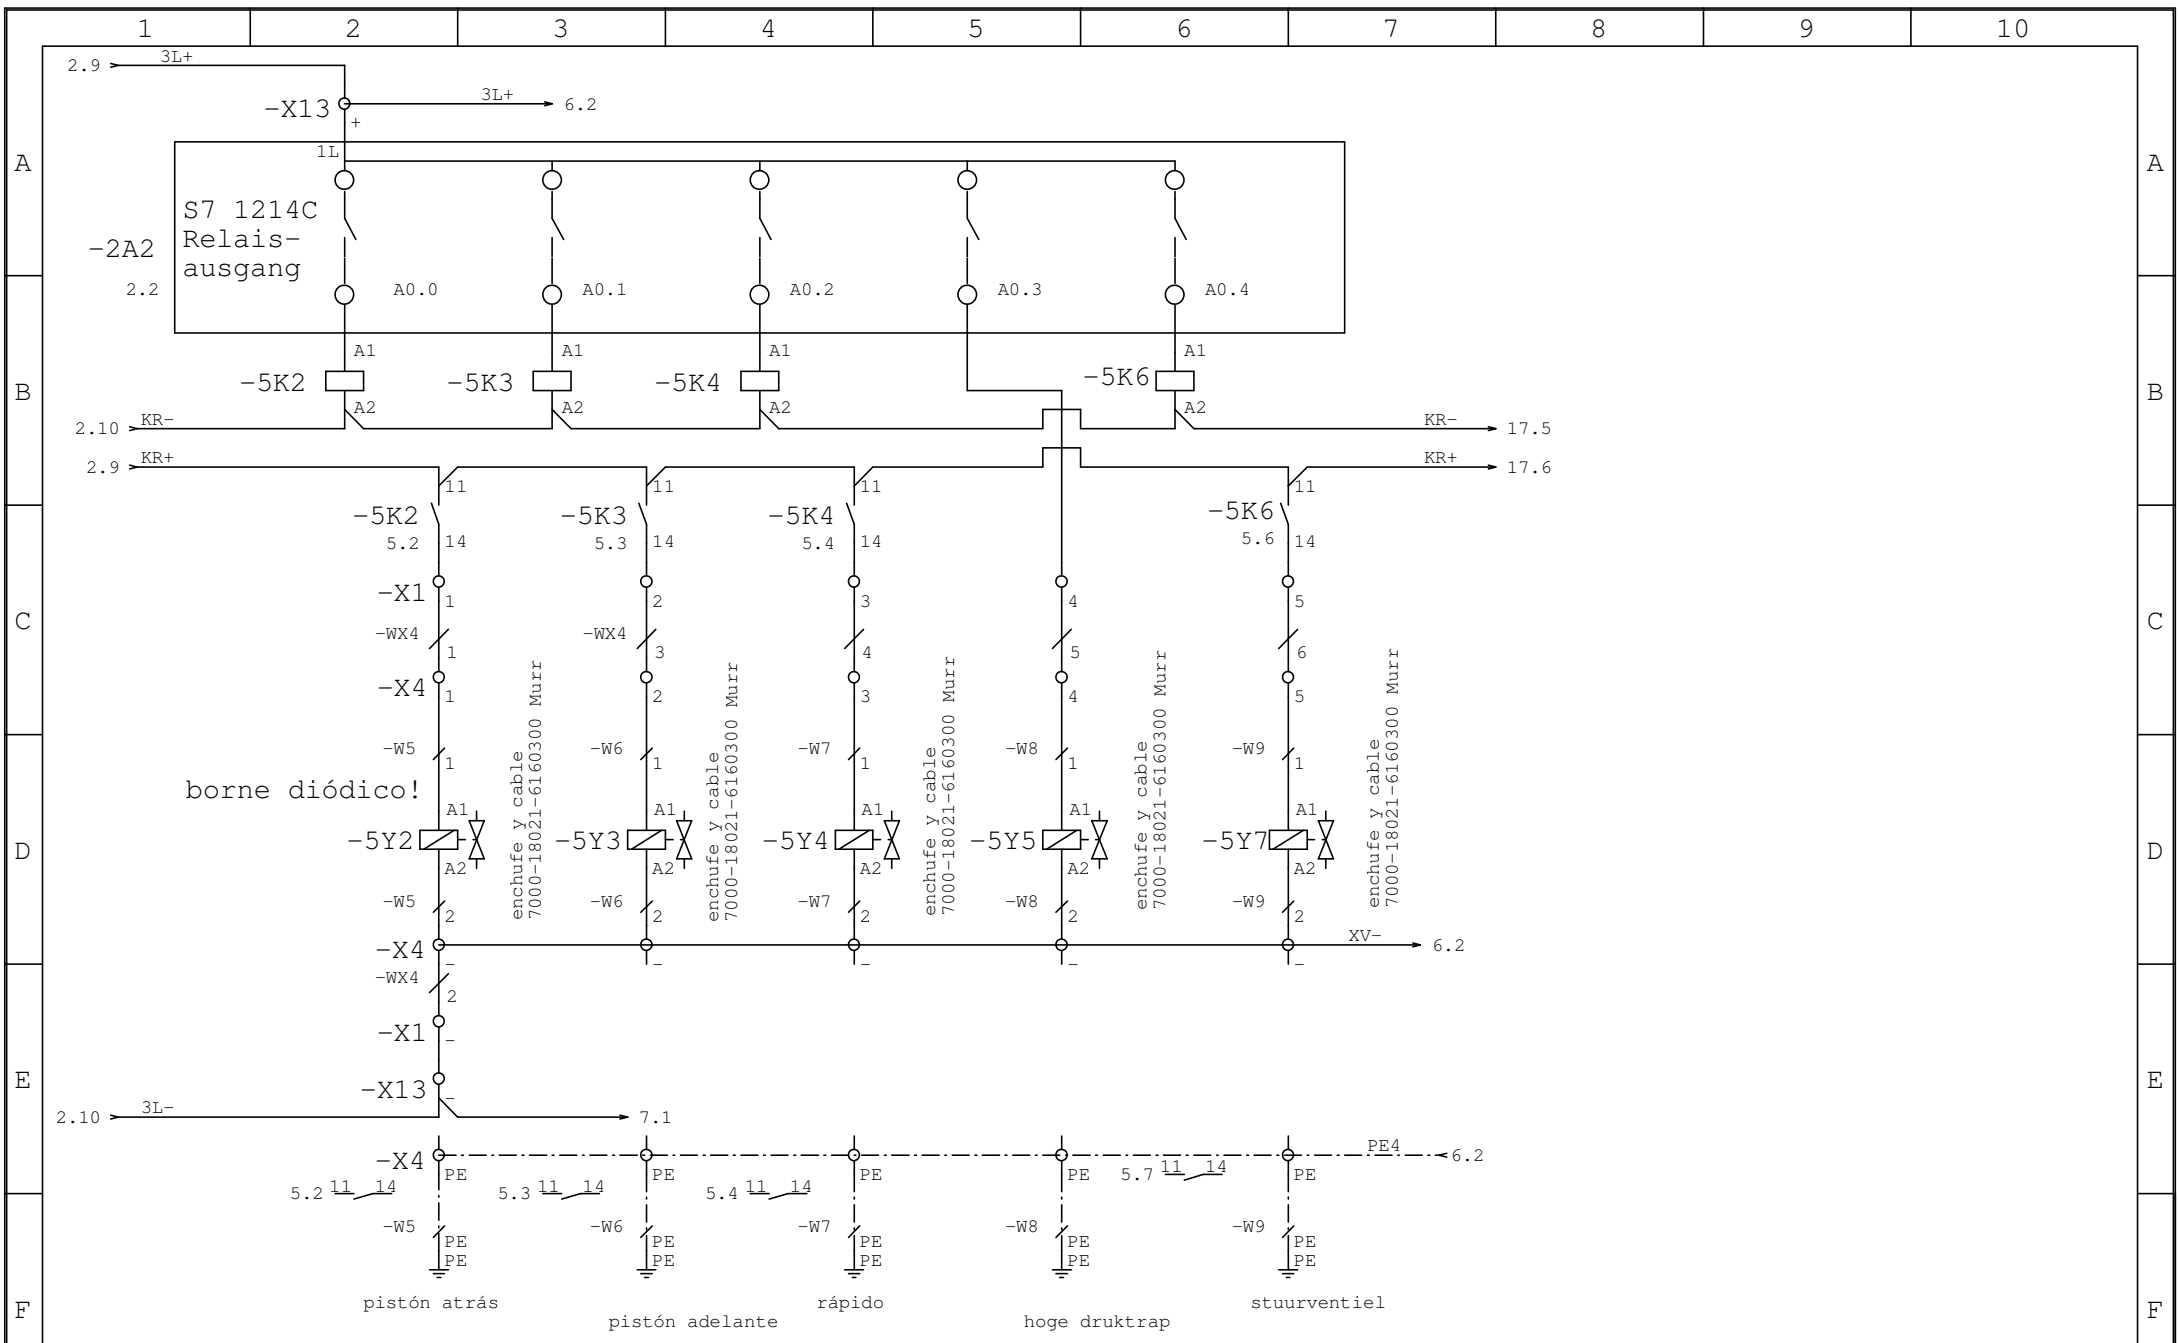 1 2 3 4 5 6 7 8 9 10
2.9 3L+
-X13 3L+ 6.2
+
A 1L A
S7 1214C
Relais-
-2A2
ausgang
2.2 A0.0 A0.1 A0.2 A0.3 A0.4
A1 A1 A1 A1
-5K2 -5K3 -5K4 -5K6
B B
A2 A2 A2 A2
2.10 KR- KR- 17.5
2.9 KR+ KR+ 17.6
11 11 11 11
-5K2 -5K3 -5K4 -5K6
5.2 14 5.3 14 5.4 14 5.6 14
-X1 1 2 3 4 5
C C
-WX4 1 -WX4 3 4 5 6
-X4 1 2 3 4 5
enchufe y cable
7000-18021-6160300 Murr
enchufe y cable
7000-18021-6160300 Murr
enchufe y cable
7000-18021-6160300 Murr
enchufe y cable
7000-18021-6160300 Murr
enchufe y cable
7000-18021-6160300 Murr
-W5 1 -W6 1 -W7 1 -W8 1 -W9 1
borne diódico!
A1 A1 A1 A1 A1
D -5Y2 -5Y3 -5Y4 -5Y5 -5Y7 D
A2 A2 A2 A2 A2
-W5 2 -W6 2 -W7 2 -W8 2 -W9 2
-X4 XV- 6.2
- - - - -
-WX4 2
-X1 -
E E
-X13 -
2.10 3L- 7.1
-X4 PE4 6.2
PE PE PE PE PE
5.2 11 14 5.3 11 14 5.4 11 14 5.7 11 14
-W5 -W6 -W7 -W8 -W9
PE PE PE PE PE
PE PE PE PE PE
F pistón atrás rápido stuurventiel F
pistón adelante hoge druktrap